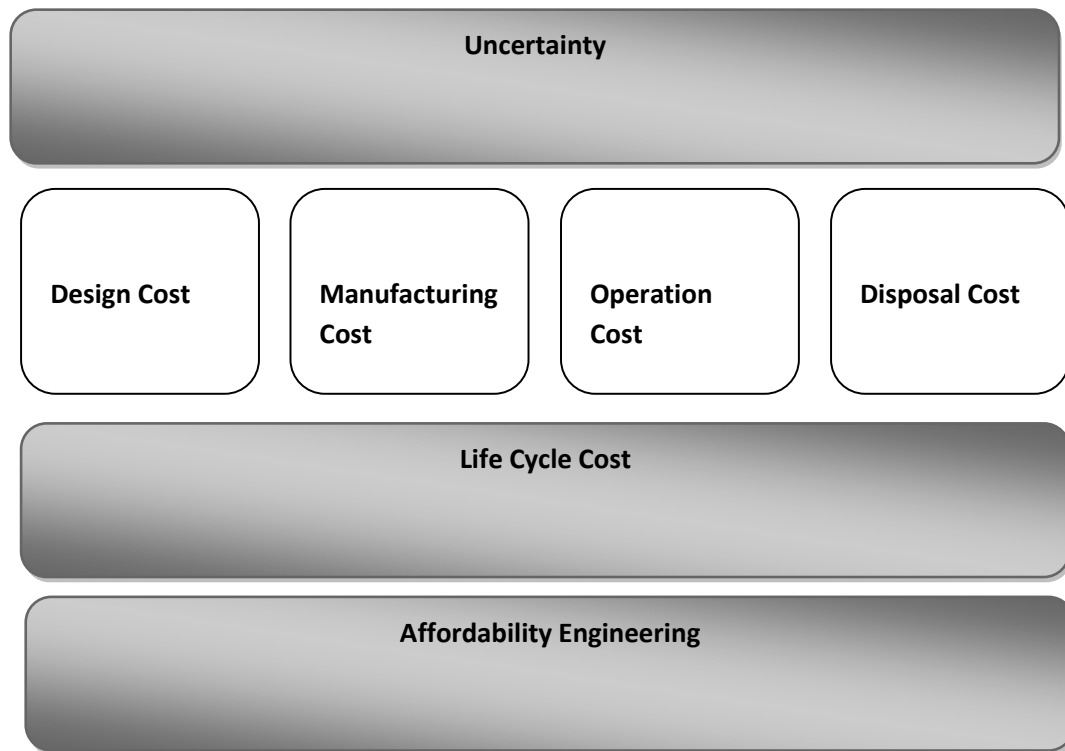 Uncertainty
Design Cost
Manufacturing
Cost
Operation
Cost
Disposal Cost
Life Cycle Cost
Affordability Engineering